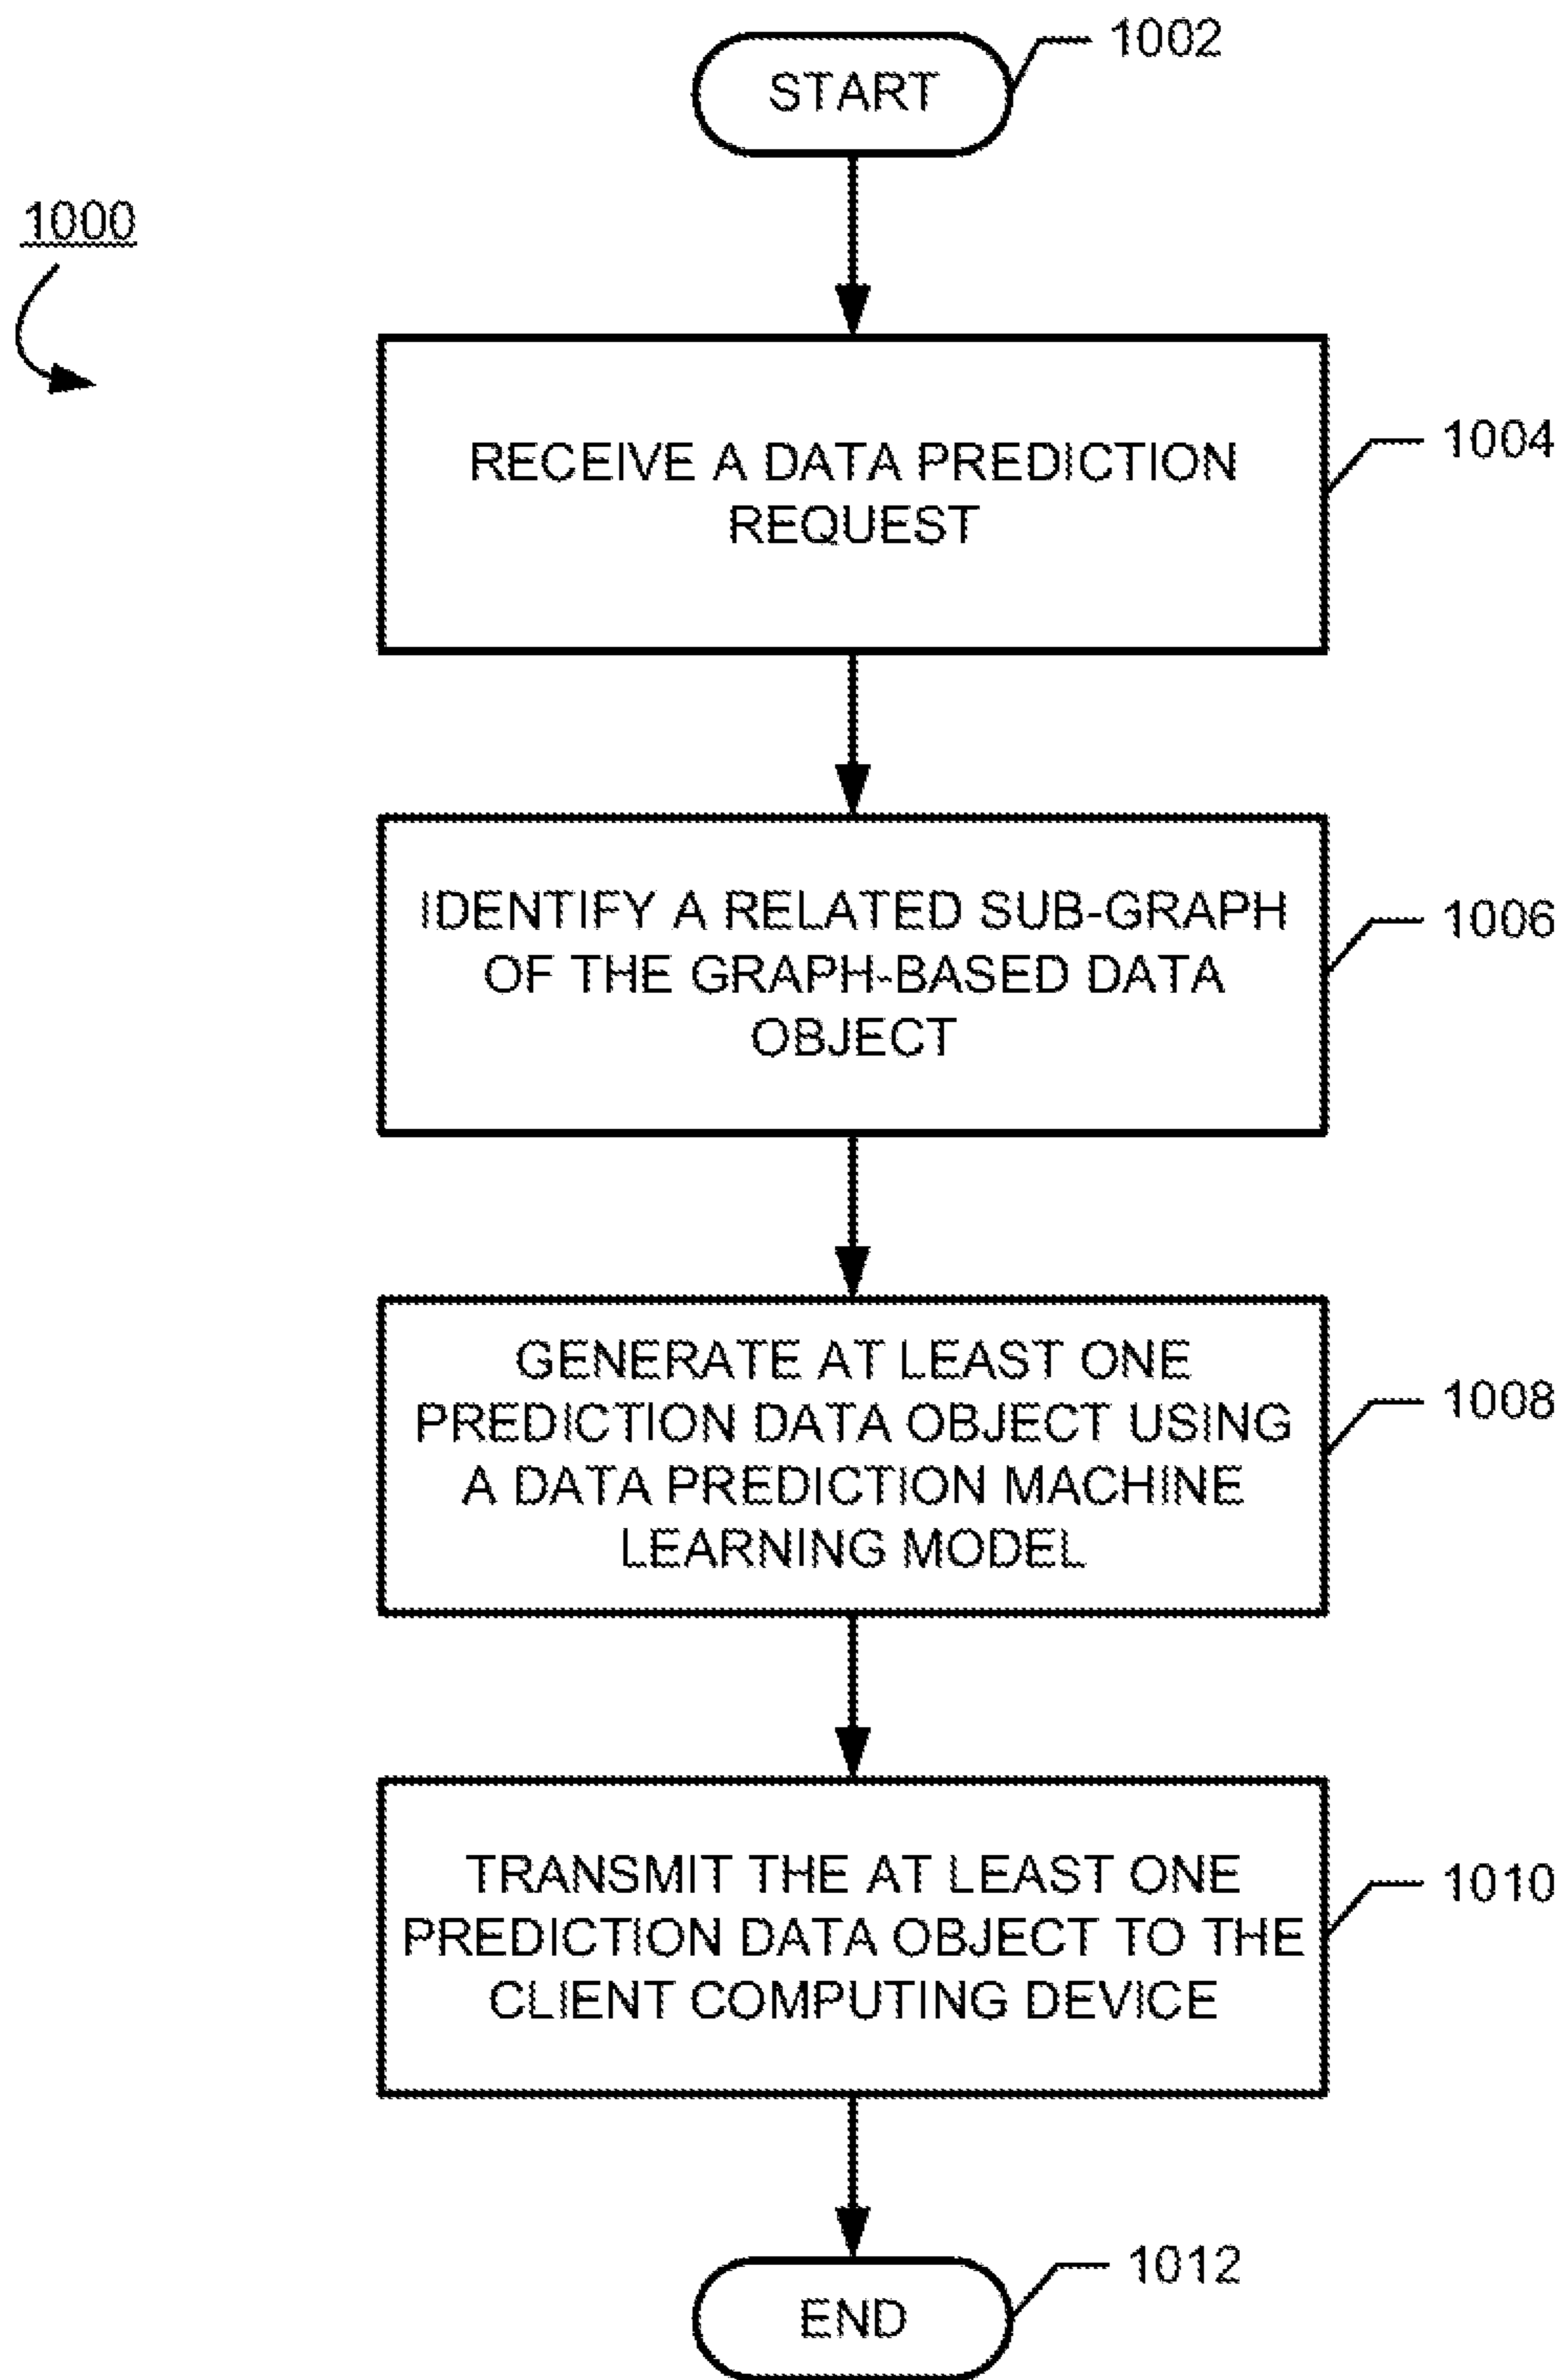 1002
START
1000
RECEIVE A DATA PREDICTION
REQUEST
1004
IDENTIFY A RELATED SUB-GRAPH
OF THE GRAPH-BASED DATA
OBJECT
1006
GENERATE AT LEAST ONE
PREDICTION DATA OBJECT USING
A DATA PREDICTION MACHINE
LEARNING MODEL
1008
TRANSMIT THE AT LEAST ONE
PREDICTION DATA OBJECT TO THE
CLIENT COMPUTING DEVICE
1010
1012
END